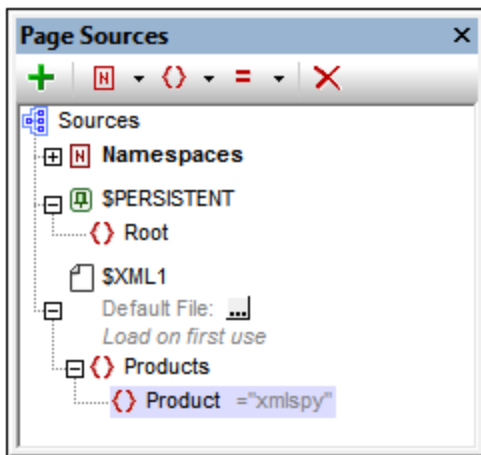 Page Sources
Sources
Namespaces
$PERSISTENT
Root
$XML1
Default File: ...
Load on first use
Products
Product ="xmlspy"